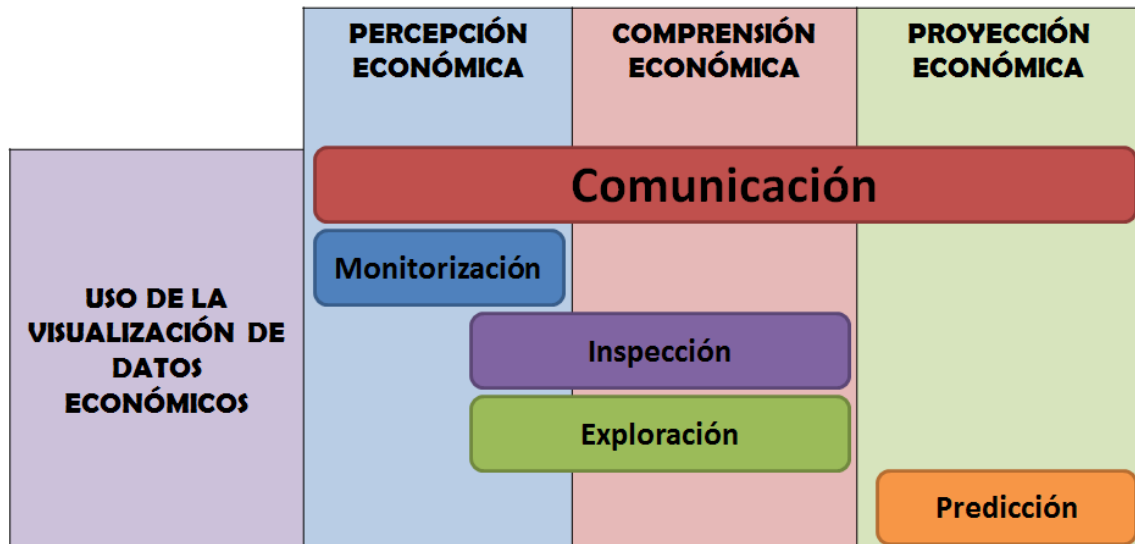 PERCEPCIÓN
ECONÓMICA
COMPRENSIÓN
ECONÓMICA
PROYECCIÓN
ECONÓMICA
USO DE LA
VISUALIZACIÓN DE
DATOS
ECONÓMICOS
Comunicación
Monitorización
Inspección
Exploración
Predicción